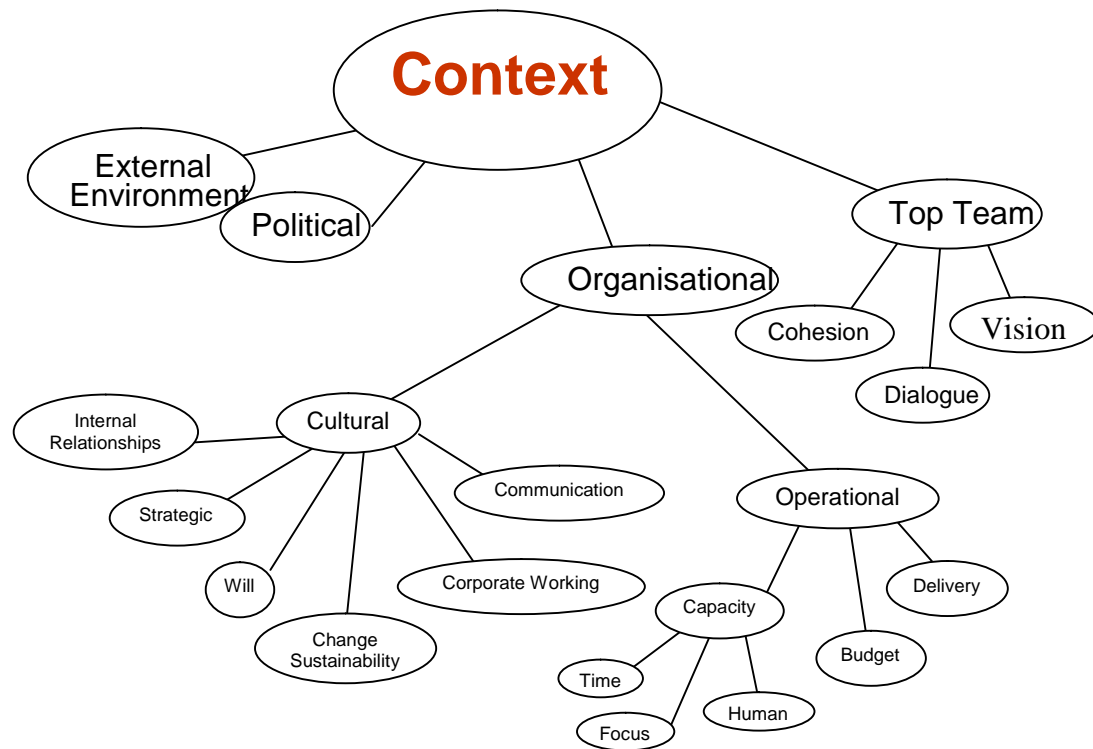 Context
External
Environment
Political
Top Team
Organisational
Cohesion
Vision
Dialogue
Cultural
Internal
Relationships
Communication
Strategic
Operational
Will
Corporate Working
Delivery
Capacity
Change
Sustainability
Budget
Time
Human
Focus